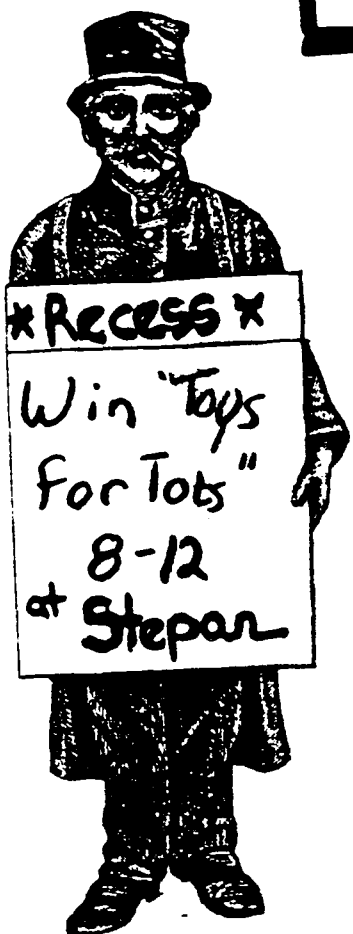 * Recess *
Win "Toys
For Tots"
8-12
at Stepan